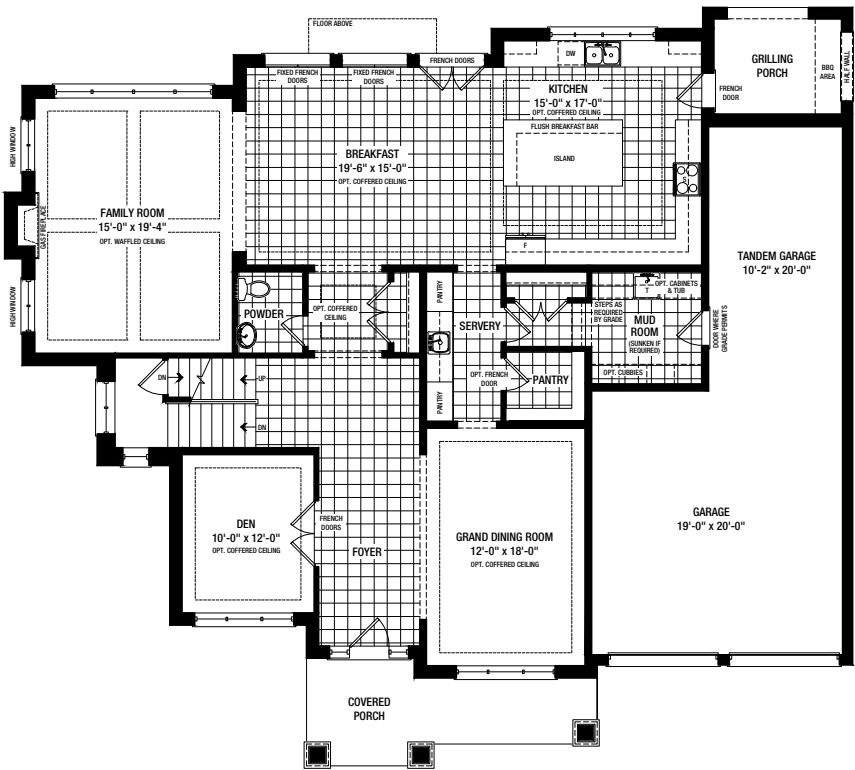 FLOOR ABOVE
FIXED FRENCH
DOORS
FIXED FRENCH
DOORS
FRENCH DOORS
DW
KITCHEN
15'-0" x 17'-0"
OPT. COFFERED CEILING
FLUSH BREAKFAST BAR
ISLAND
FRENCH
DOOR
GRILLING
PORCH
BBQ
AREA
HALF WALL
S
F
HIGH WINDOW
GAS FIREPLACE
HIGH WINDOW
FAMILY ROOM
15'-0" x 19'-4"
OPT. WAFFLED CEILING
BREAKFAST
19'-6" x 15'-0"
OPT. COFFERED CEILING
TANDEM GARAGE
10'-2" x 20'-0"
POWDER
OPT. COFFERED
CEILING
PANTRY
SERVERY
OPT. FRENCH
DOOR
PANTRY
PANTRY
STEPS AS
REQUIRED
BY GRADE
T
OPT. CABINETS
& TUB
MUD
ROOM
(SUNKEN IF
REQUIRED)
OPT. CUBBIES
DOOR WHERE
GRADE PERMITS
DN
UP
DN
DEN
10'-0" x 12'-0"
OPT. COFFERED CEILING
FRENCH
DOORS
FOYER
GRAND DINING ROOM
12'-0" x 18'-0"
OPT. COFFERED CEILING
GARAGE
19'-0" x 20'-0"
COVERED
PORCH